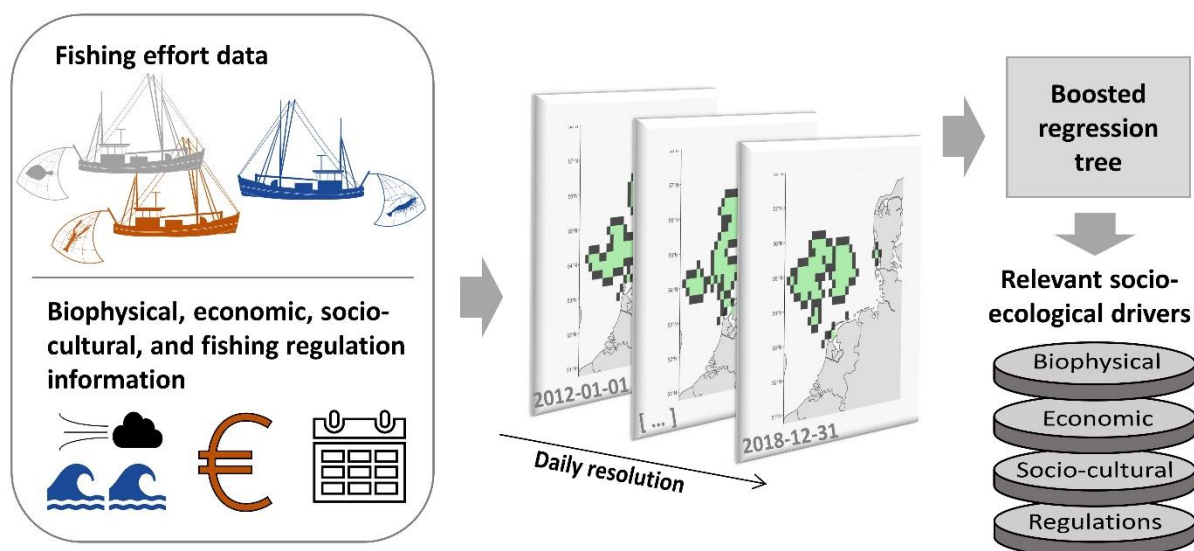 Fishing effort data
Biophysical, economic, socio-
cultural, and fishing regulation
information
2012-01-01
[ ... ]
2018-12-31
Daily resolution
Boosted
regression
tree
Relevant socio-
ecological drivers
Biophysical
Economic
Socio-cultural
Regulations